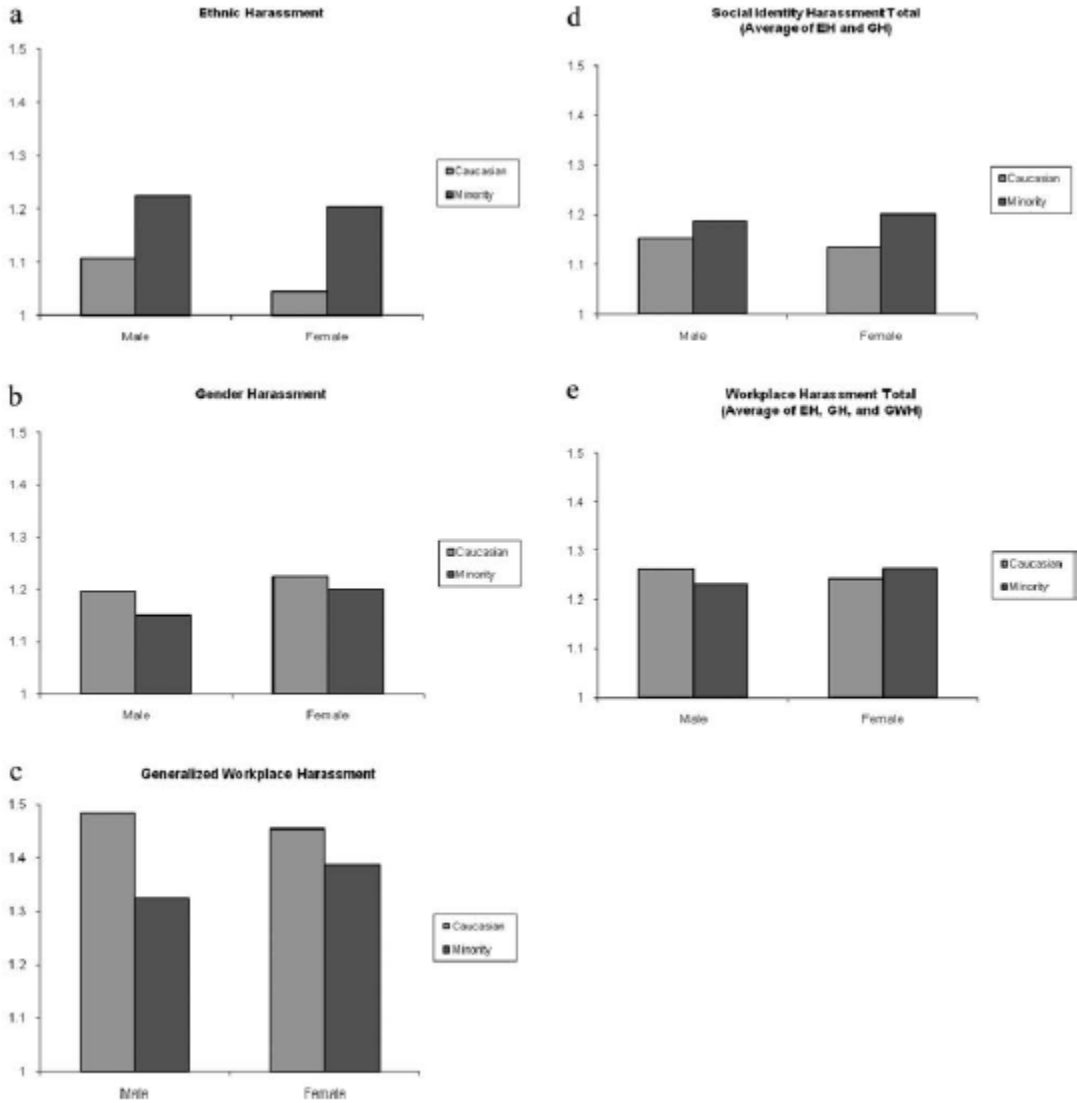 a
Ethnic Harassment
1.5
1.4
1.3
1.2
1.1
1
Caucasian
Minority
Male
Female
b
Gender Harassment
1.5
1.4
1.3
1.2
1.1
1
Caucasian
Minority
Male
Female
c
Generalized Workplace Harassment
1.5
1.4
1.3
1.2
1.1
1
Caucasian
Minority
Male
Female
d
Social Identity Harassment Total
(Average of EH and GH)
1.5
1.4
1.3
1.2
1.1
1
Caucasian
Minority
Male
Female
e
Workplace Harassment Total
(Average of EH, GH, and GWH)
1.5
1.4
1.3
1.2
1.1
1
Caucasian
Minority
Male
Female